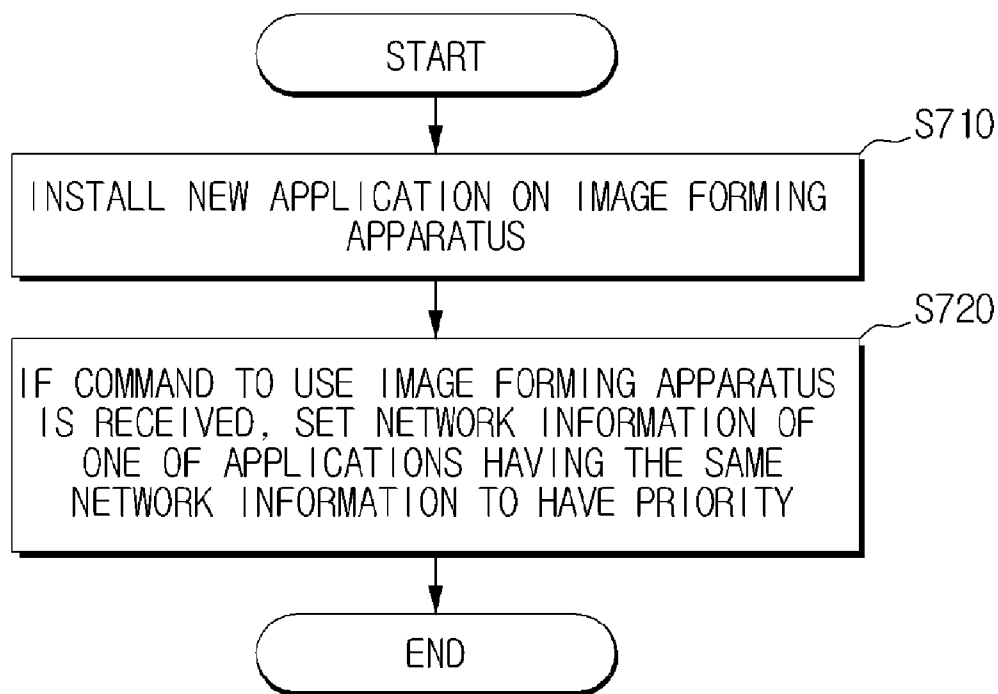 START
S710
INSTALL NEW APPLICATION ON IMAGE FORMING
APPARATUS
S720
IF COMMAND TO USE IMAGE FORMING APPARATUS
IS RECEIVED, SET NETWORK INFORMATION OF
ONE OF APPLICATIONS HAVING THE SAME
NETWORK INFORMATION TO HAVE PRIORITY
END